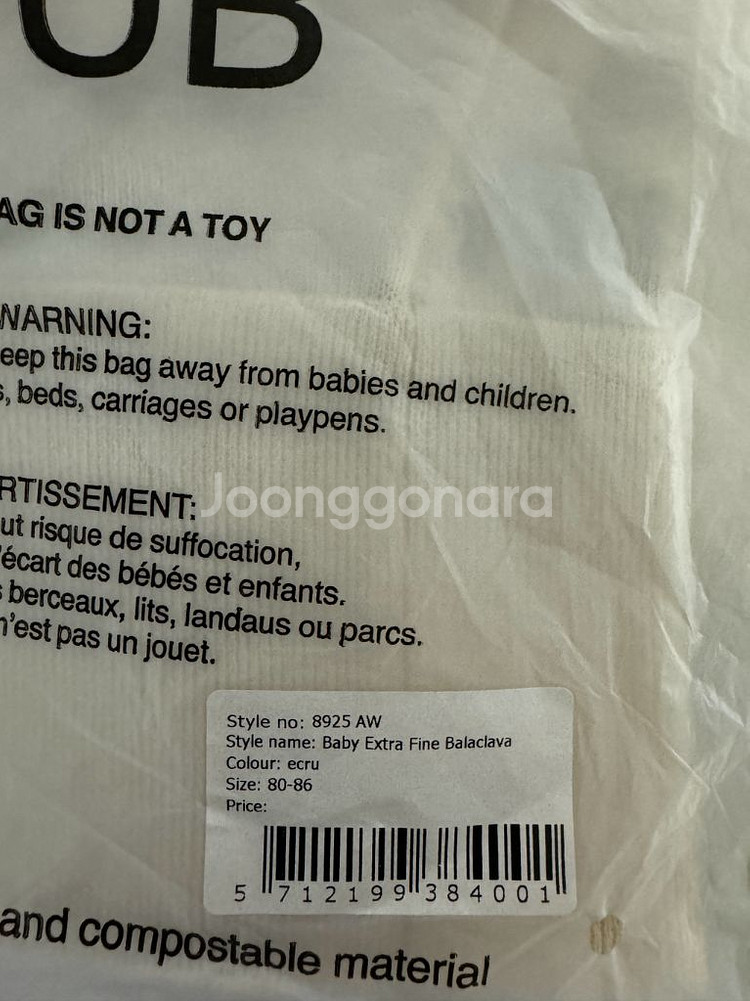 UB
AG IS NOT A TOY
WARNING:
eep this bag away from babies and children.
s, beds, carriages or playpens.
RTISSEMENT:
Joonggonara
ut risque de suffocation,
'écart des bébés et enfants.
s berceaux, lits, landaus ou parcs.
n'est pas un jouet.
Style no: 8925 AW
Style name: Baby Extra Fine Balaclava
Colour: ecru
Size: 80-86
Price:
5 712199 384001
and compostable material